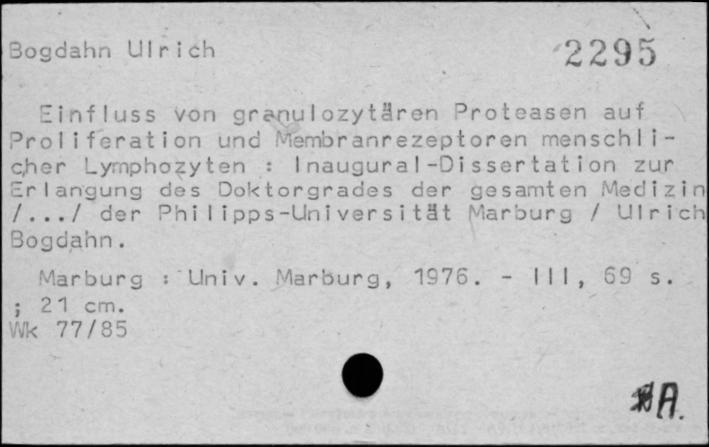 Bogdahn Ulrich
2295
Einfluss von granulozytären Proteasen auf
Proliferation und Membranrezeptoren menschli-
cher Lymphozyten : Inaugural-Dissertation zur
Erlangung des Doktorgrades der gesamten Medizin
/.../ der Philipps-Universität Marburg / Ulrich
Bogdahn.
Marburg : Univ. Marburg, 1976. - III, 69 s.
; 21 cm.
Wk 77/85
A.